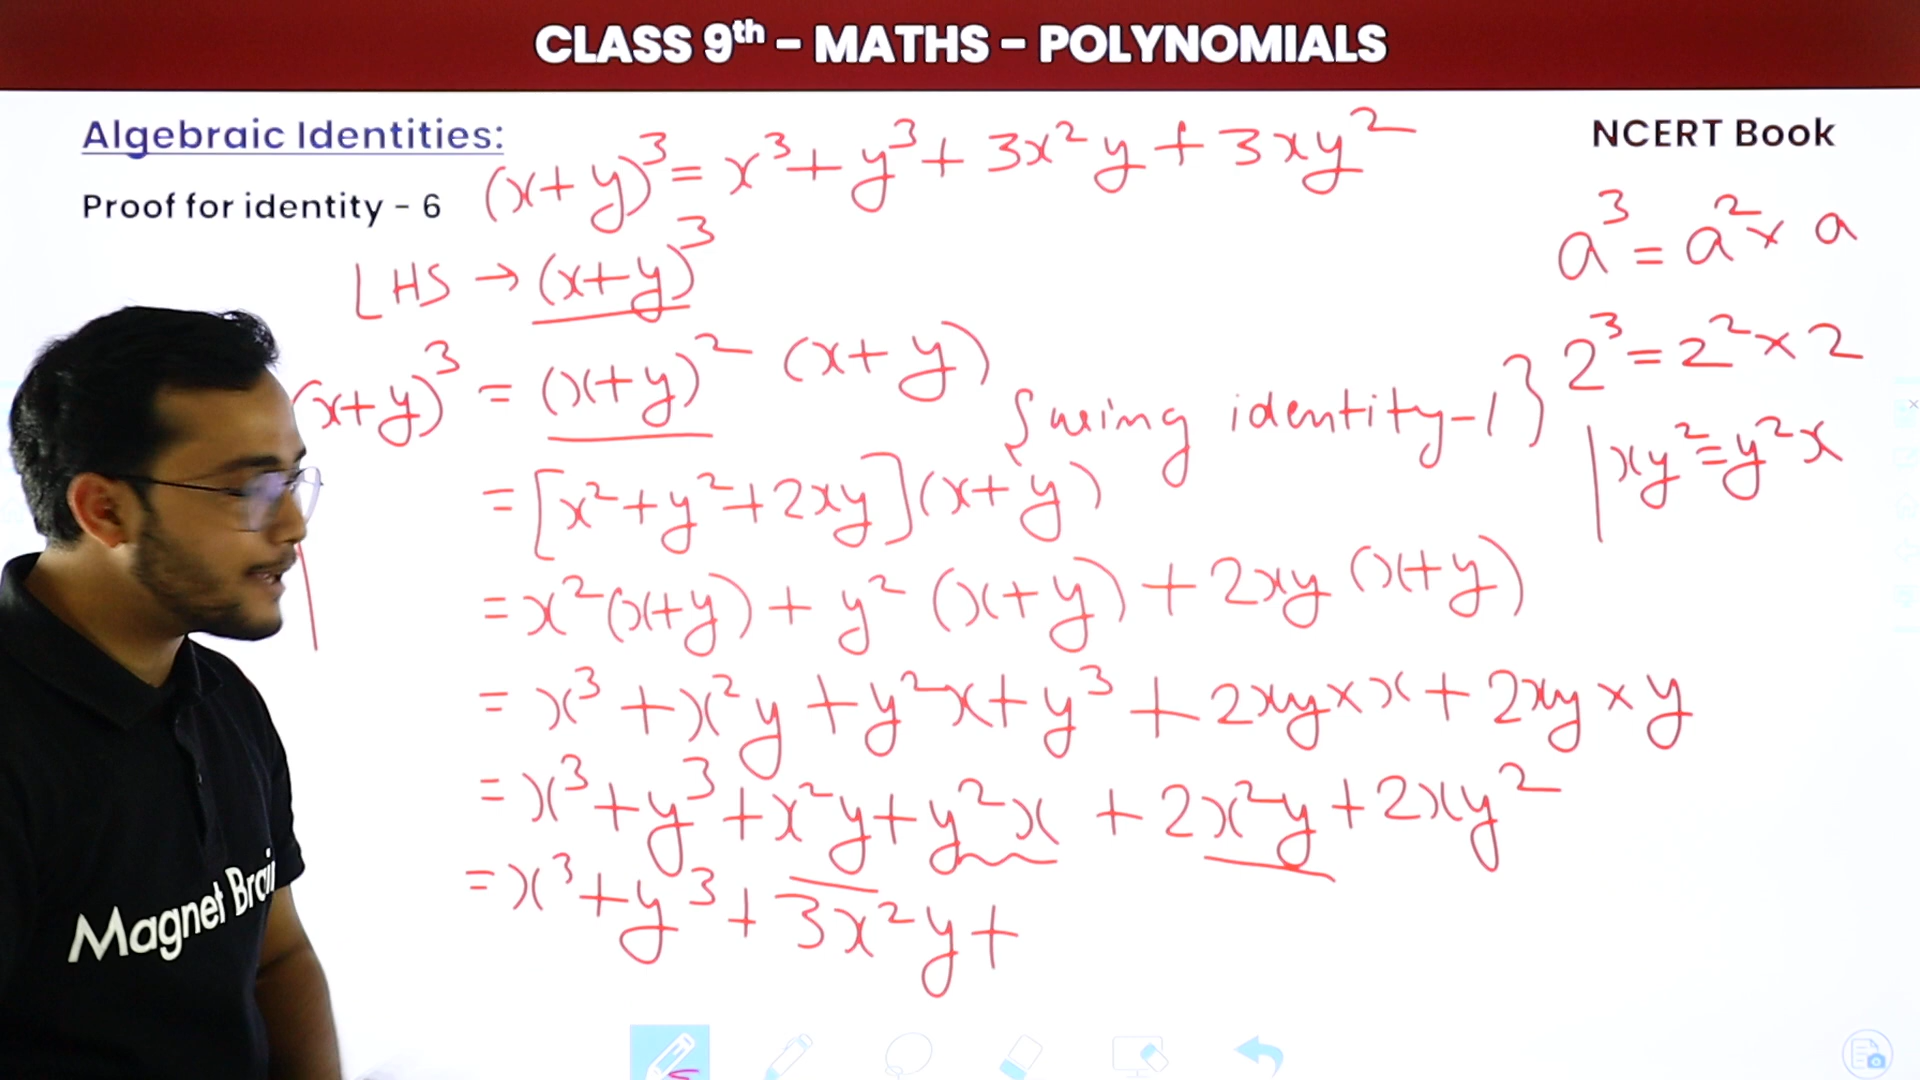 CLASS 9th – MATHS – POLYNOMIALS
Algebraic Identities:
NCERT Book
Proof for identity - 6
(x+y)³ = x³ + y³ + 3x²y + 3xy²
a³ = a² × a
LHS → (x+y)³
2³ = 2² × 2
(x+y)³ = (x+y)² (x+y)
{using identity-1}
xy² = y²x
= [x² + y² + 2xy](x+y)
= x²(x+y) + y² (x+y) + 2xy (x+y)
= x³ + x²y + y²x + y³ + 2xy × x + 2xy × y
= x³ + y³ + x²y + y²x + 2x²y + 2xy²
= x³ + y³ + 3x²y +
Magnet Brain